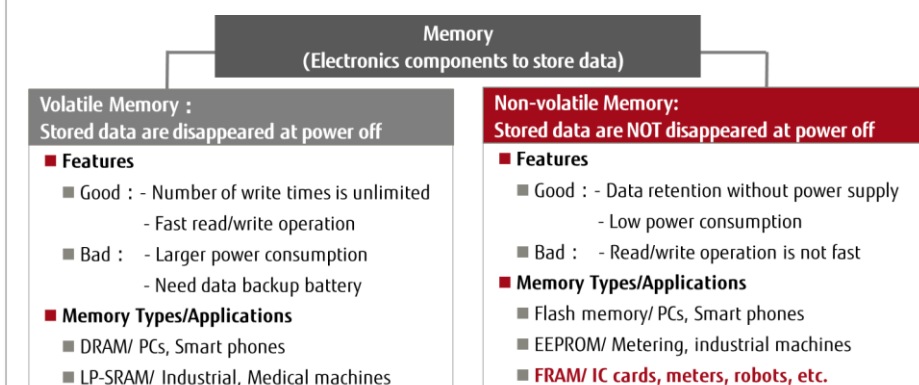 Memory
(Electronics components to store data)
Volatile Memory :
Stored data are disappeared at power off
Features
Good : - Number of write times is unlimited
- Fast read/write operation
Bad : - Larger power consumption
- Need data backup battery
Memory Types/Applications
DRAM/ PCs, Smart phones
LP-SRAM/ Industrial, Medical machines
Non-volatile Memory:
Stored data are NOT disappeared at power off
Features
Good : - Data retention without power supply
- Low power consumption
Bad : - Read/write operation is not fast
Memory Types/Applications
Flash memory/ PCs, Smart phones
EEPROM/ Metering, industrial machines
FRAM/ IC cards, meters, robots, etc.